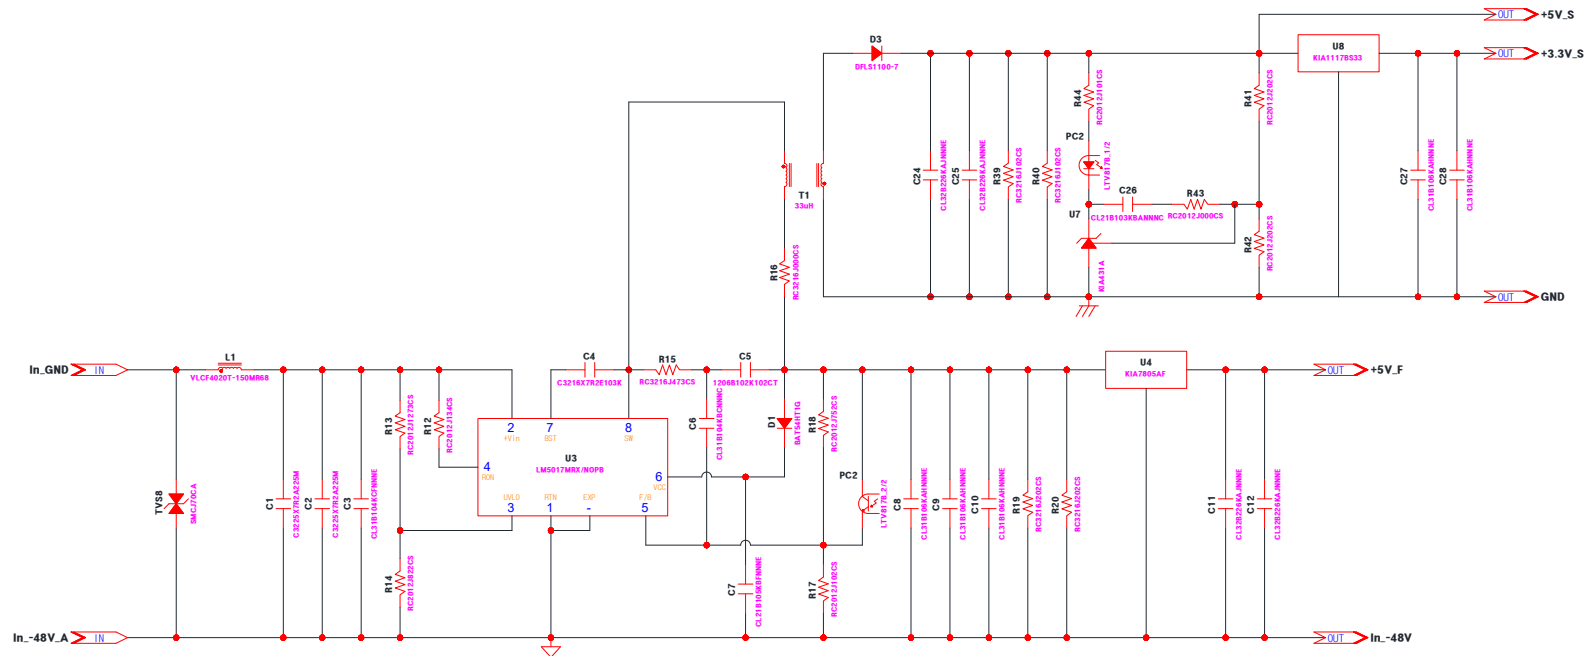 OUT
+5V_S
D3
DFLS1100-7
U8
KIA1117BS33
OUT
+3.3V_S
R44
RC2012J101CS
R41
RC2012J202CS
PC2
LTV817B_1/2
C24
CL32B226KAJNNNE
C25
CL32B226KAJNNNE
R39
RC3216J102CS
R40
RC3216J102CS
C27
CL31B106KAHNNNE
C28
CL31B106KAHNNNE
T1
33uH
C26
CL21B103KBANNNC
R43
RC2012J000CS
U7
KIA431A
R42
RC2012J202CS
R16
RC3216J000CS
OUT
GND
In_GND
IN
L1
VLCF4020T-150MR68
C4
C3216X7R2E103K
R15
RC3216J473CS
C5
1206B102K102CT
U4
KIA7805AF
OUT
+5V_F
R13
RC2012J1273CS
R12
RC2012J134CS
C6
CL31B104KBCNNNC
D1
BAT54HT1G
R18
RC2012J752CS
2
+Vin
7
BST
8
SW
U3
LM5017MRX/NOPB
4
RON
6
VCC
UVLO
3
RTN
1
EXP
-
F/B
5
PC2
LTV817B_2/2
TVS8
SMCJ70CA
C1
C3225X7R2A225M
C2
C3225X7R2A225M
C3
CL31B104KCFNNNE
C8
CL31B106KAHNNNE
C9
CL31B106KAHNNNE
C10
CL31B106KAHNNNE
R19
RC3216J202CS
R20
RC3216J202CS
C11
CL32B226KAJNNNE
C12
CL32B226KAJNNNE
R14
RC2012J822CS
C7
CL21B105KBFNNNE
R17
RC2012J102CS
In_-48V_A
IN
OUT
In_-48V